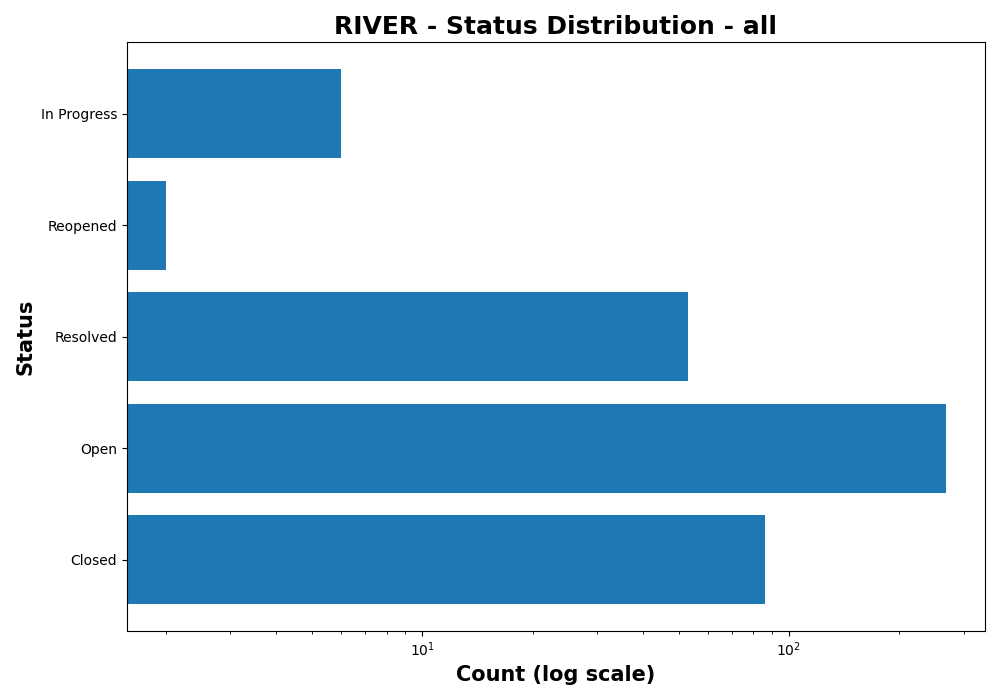 RIVER - Status Distribution - all
In Progress
Reopened
Resolved
Open
Closed
Status
10¹
10²
Count (log scale)